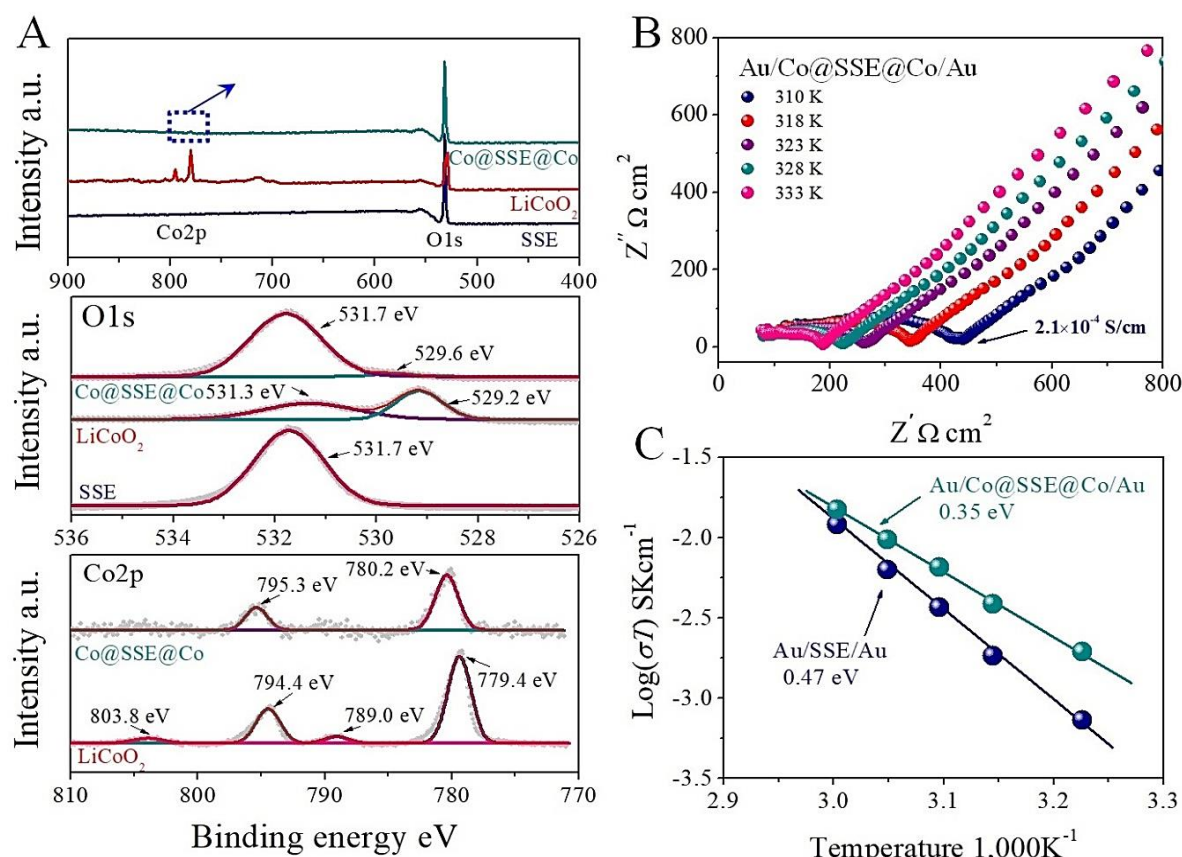 A
Intensity a.u.
Co@SSE@Co
LiCoO2
Co2p
O1s
SSE
900 800 700 600 500 400
Intensity a.u.
O1s
531.7 eV
529.6 eV
Co@SSE@Co
531.3 eV
529.2 eV
LiCoO2
531.7 eV
SSE
536 534 532 530 528 526
Intensity a.u.
Co2p
795.3 eV
780.2 eV
Co@SSE@Co
803.8 eV
794.4 eV
789.0 eV
779.4 eV
LiCoO2
810 800 790 780 770
Binding energy eV
B
Z″ Ω cm2
800
600
400
200
0
Au/Co@SSE@Co/Au
310 K
318 K
323 K
328 K
333 K
2.1×10-4 S/cm
0 200 400 600 800
Z′ Ω cm2
C
Log(σT) SKcm-1
-1.5
-2.0
-2.5
-3.0
-3.5
Au/Co@SSE@Co/Au
0.35 eV
Au/SSE/Au
0.47 eV
2.9 3.0 3.1 3.2 3.3
Temperature 1,000K-1